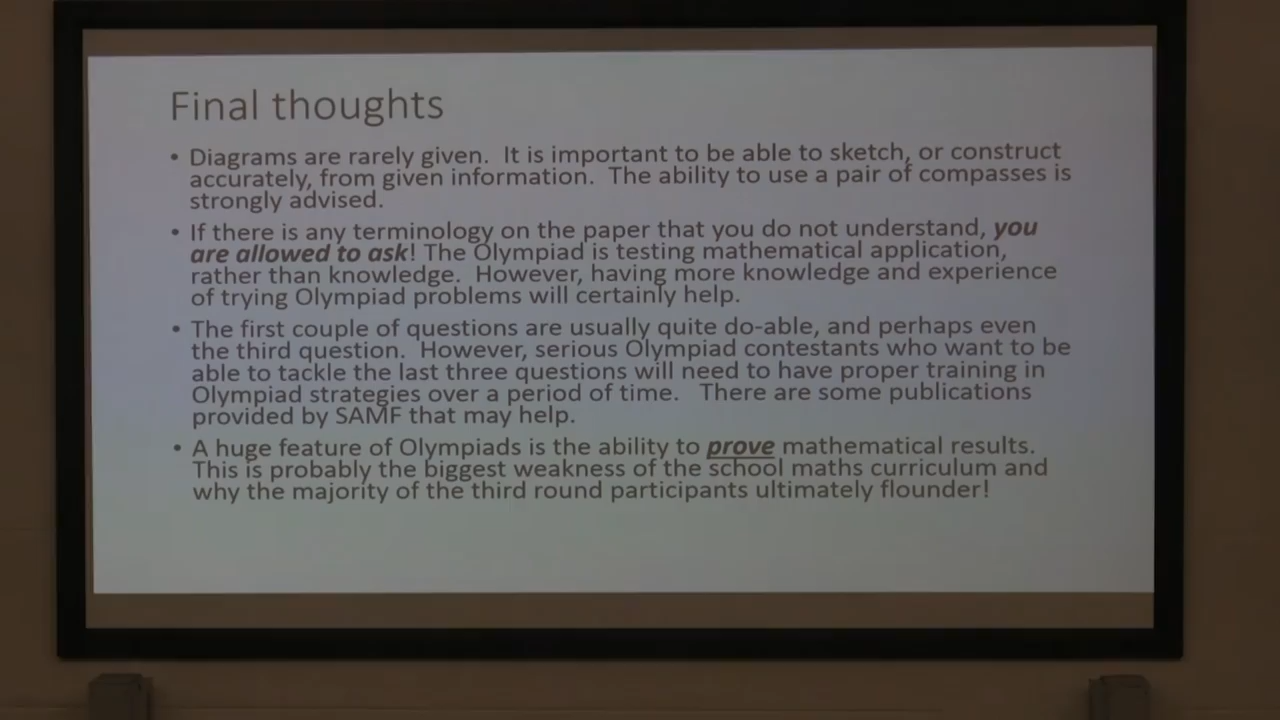 Final thoughts
• Diagrams are rarely given. It is important to be able to sketch, or construct
accurately, from given information. The ability to use a pair of compasses is
strongly advised.
• If there is any terminology on the paper that you do not understand, you
are allowed to ask! The Olympiad is testing mathematical application,
rather than knowledge. However, having more knowledge and experience
of trying Olympiad problems will certainly help.
• The first couple of questions are usually quite do-able, and perhaps even
the third question. However, serious Olympiad contestants who want to be
able to tackle the last three questions will need to have proper training in
Olympiad strategies over a period of time. There are some publications
provided by SAMF that may help.
• A huge feature of Olympiads is the ability to prove mathematical results.
This is probably the biggest weakness of the school maths curriculum and
why the majority of the third round participants ultimately flounder!